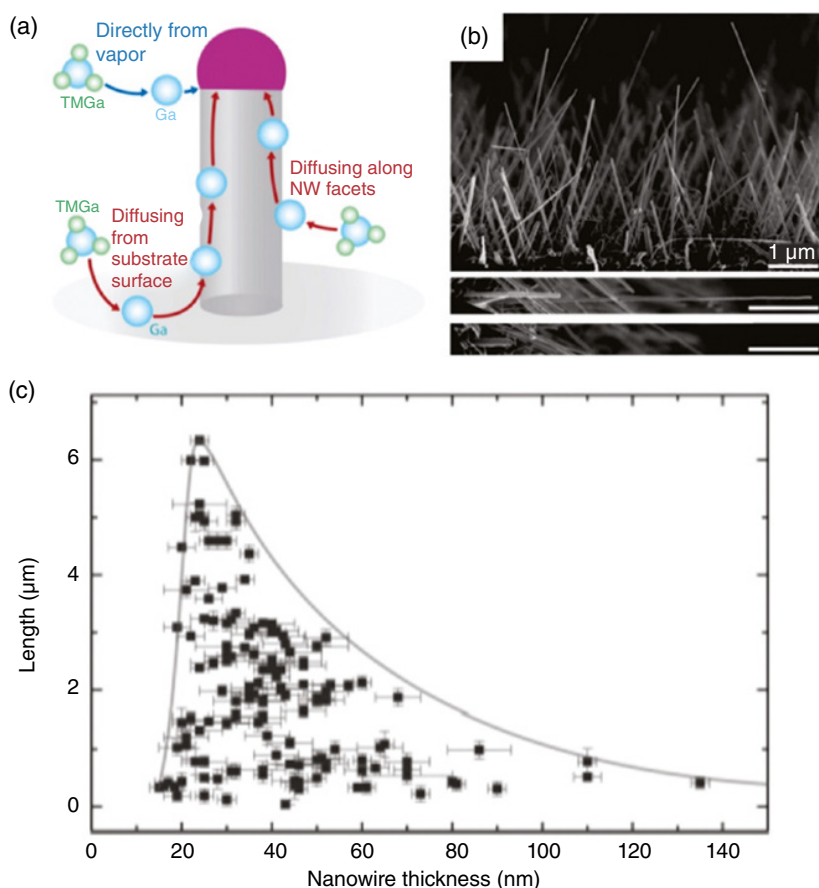 (a)
Directly from
vapor
TMGa
Ga
TMGa
Diffusing
from
substrate
surface
Ga
Diffusing along
NW facets
(b)
1 µm
(c)
Length (µm)
6
4
2
0
0 20 40 60 80 100 120 140
Nanowire thickness (nm)